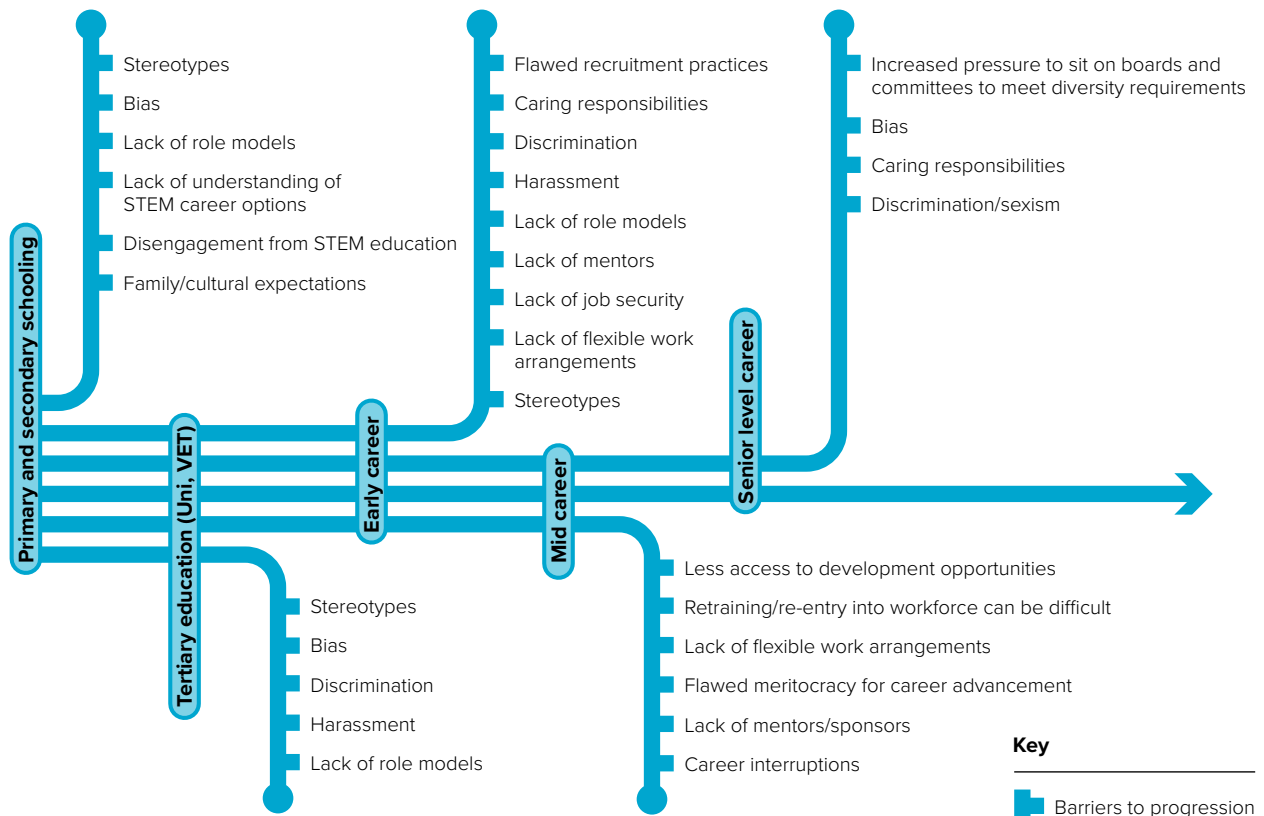 Primary and secondary schooling
Stereotypes
Bias
Lack of role models
Lack of understanding of
STEM career options
Disengagement from STEM education
Family/cultural expectations
Tertiary education (Uni, VET)
Stereotypes
Bias
Discrimination
Harassment
Lack of role models
Early career
Flawed recruitment practices
Caring responsibilities
Discrimination
Harassment
Lack of role models
Lack of mentors
Lack of job security
Lack of flexible work
arrangements
Stereotypes
Mid career
Less access to development opportunities
Retraining/re-entry into workforce can be difficult
Lack of flexible work arrangements
Flawed meritocracy for career advancement
Lack of mentors/sponsors
Career interruptions
Senior level career
Increased pressure to sit on boards and
committees to meet diversity requirements
Bias
Caring responsibilities
Discrimination/sexism
Key
Barriers to progression